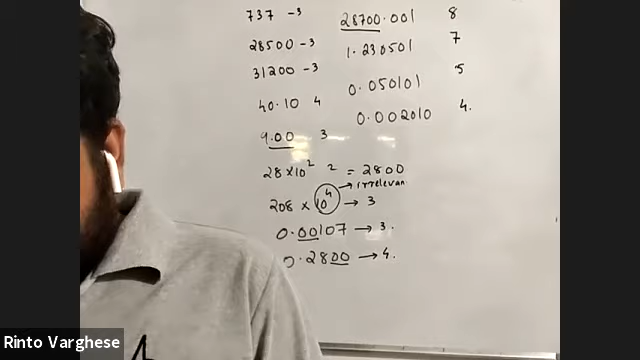 737 -3
28500 -3
31200 -3
40.10 4
9.00 3
28 x 10² 2 = 2800
→ irrelevan
208 x 10⁴ → 3
0.00107 → 3.
0.2800 → 4.
28700.001 8
1.230501 7
0.050101 5
0.002010 4.
Rinto Varghese